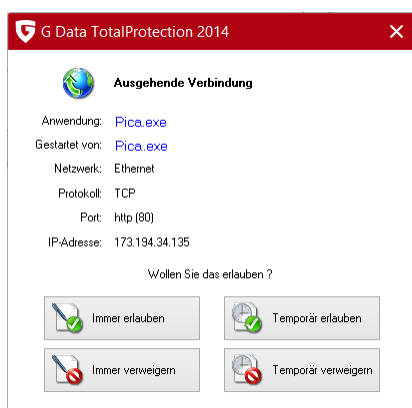 G Data TotalProtection 2014
Ausgehende Verbindung
Anwendung: Pica.exe
Gestartet von: Pica.exe
Netzwerk: Ethernet
Protokoll: TCP
Port: http (80)
IP-Adresse: 173.194.34.135
Wollen Sie das erlauben ?
Immer erlauben
Temporär erlauben
Immer verweigern
Temporär verweigern